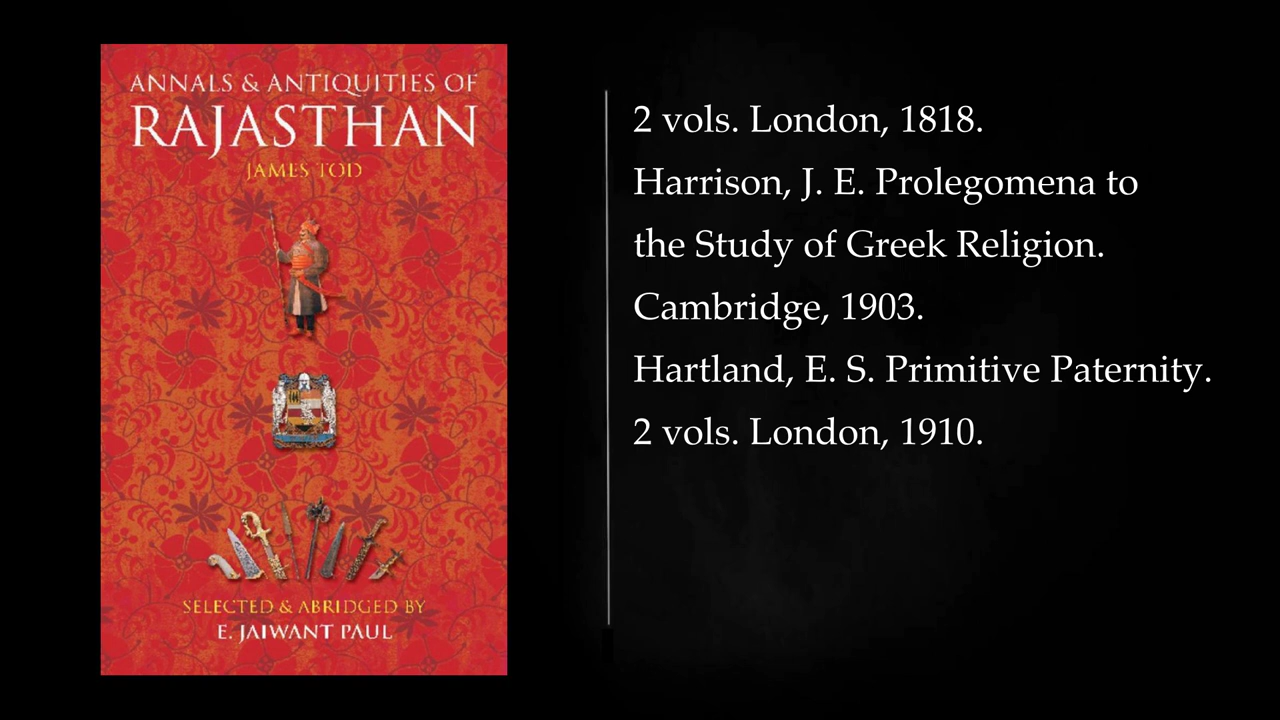 ANNALS & ANTIQUITIES OF
RAJASTHAN
JAMES TOD
SELECTED & ABRIDGED BY
E. JAIWANT PAUL
2 vols. London, 1818.
Harrison, J. E. Prolegomena to
the Study of Greek Religion.
Cambridge, 1903.
Hartland, E. S. Primitive Paternity.
2 vols. London, 1910.